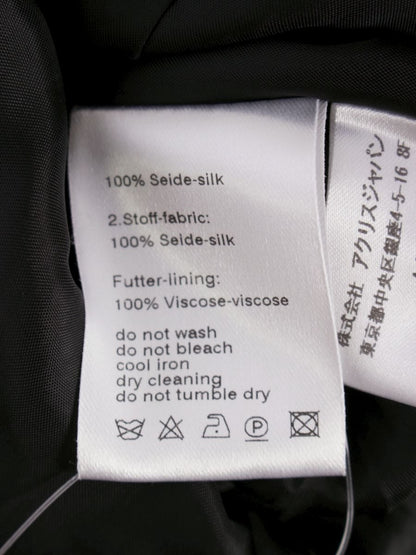 100% Seide-silk
2.Stoff-fabric:
100% Seide-silk
Futter-lining:
100% Viscose-viscose
do not wash
do not bleach
cool iron
dry cleaning
do not tumble dry
P
株式会社 アクリスジャパン
東京都中央区銀座4-5-16 8F